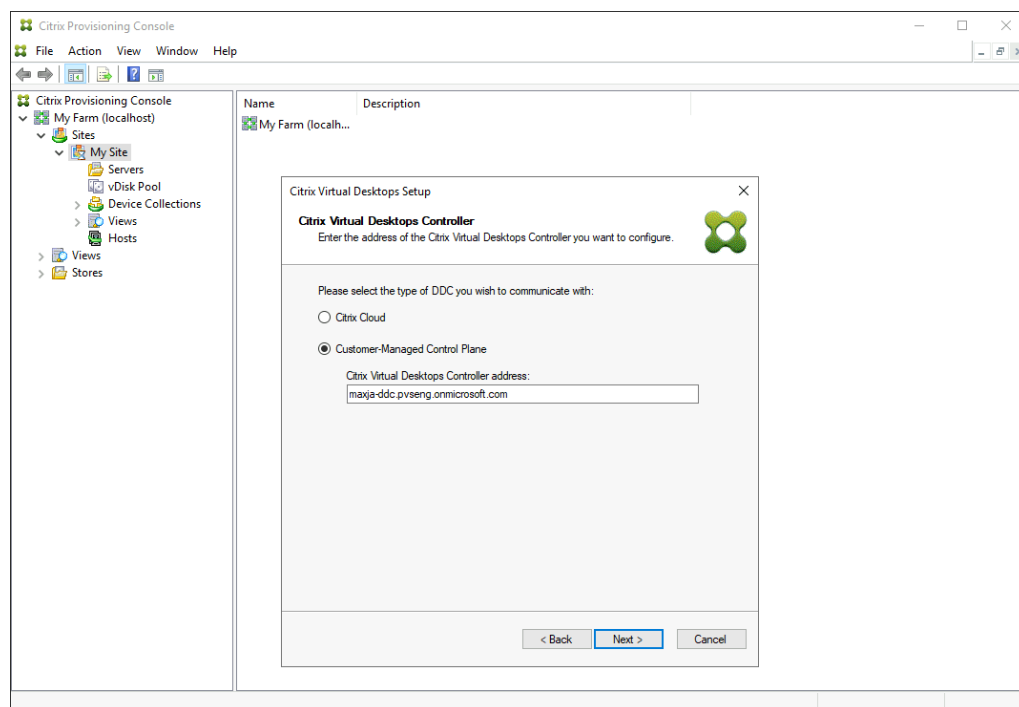 Citrix Provisioning Console
File Action View Window Help
Citrix Provisioning Console
My Farm (localhost)
Sites
My Site
Servers
vDisk Pool
Device Collections
Views
Hosts
Views
Stores
Name Description
My Farm (localh...
Citrix Virtual Desktops Setup
Citrix Virtual Desktops Controller
Enter the address of the Citrix Virtual Desktops Controller you want to configure.
Please select the type of DDC you wish to communicate with:
Citrix Cloud
Customer-Managed Control Plane
Citrix Virtual Desktops Controller address:
maxja-ddc.pvseng.onmicrosoft.com
< Back Next > Cancel